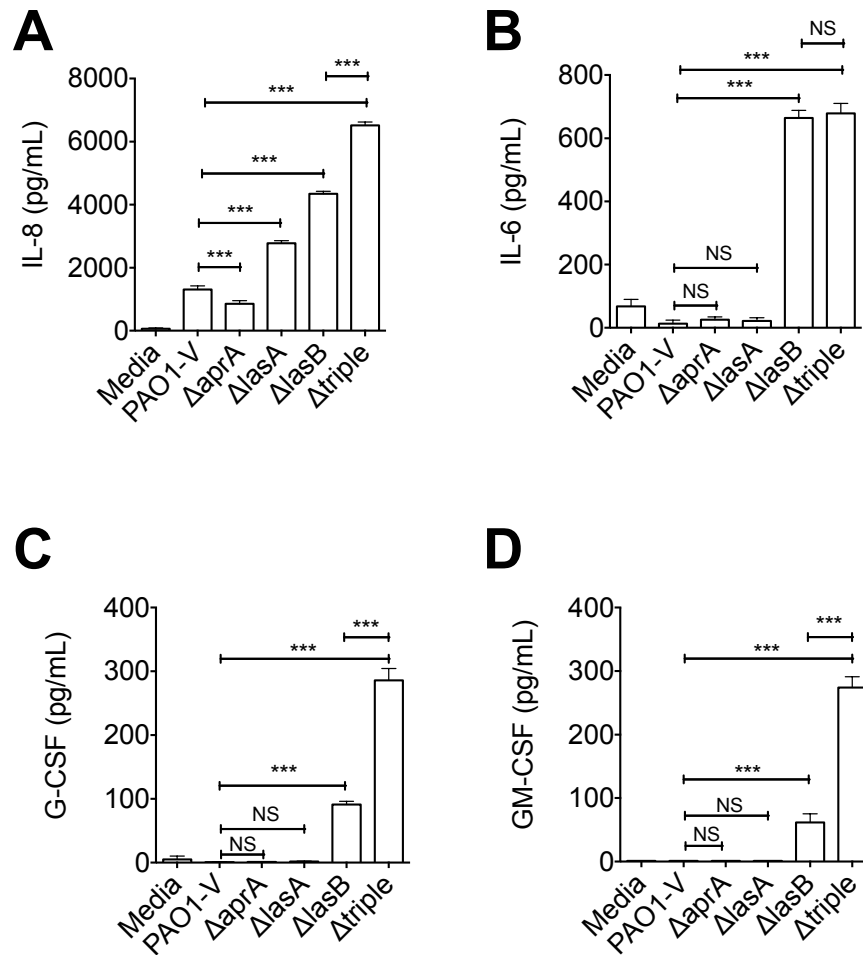 A
IL-8 (pg/mL)
8000
6000
4000
2000
0
***
***
***
***
***
Media
PAO1-V
ΔaprA
ΔlasA
ΔlasB
Δtriple
B
IL-6 (pg/mL)
800
600
400
200
0
NS
***
***
NS
NS
Media
PAO1-V
ΔaprA
ΔlasA
ΔlasB
Δtriple
C
G-CSF (pg/mL)
400
300
200
100
0
***
***
***
NS
NS
Media
PAO1-V
ΔaprA
ΔlasA
ΔlasB
Δtriple
D
GM-CSF (pg/mL)
400
300
200
100
0
***
***
***
NS
NS
Media
PAO1-V
ΔaprA
ΔlasA
ΔlasB
Δtriple